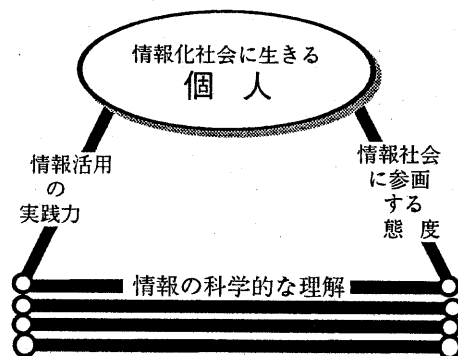 情報化社会に生きる
個 人
情報活用
の
実践力
情報社会
に参画
する
態 度
情報の科学的な理解